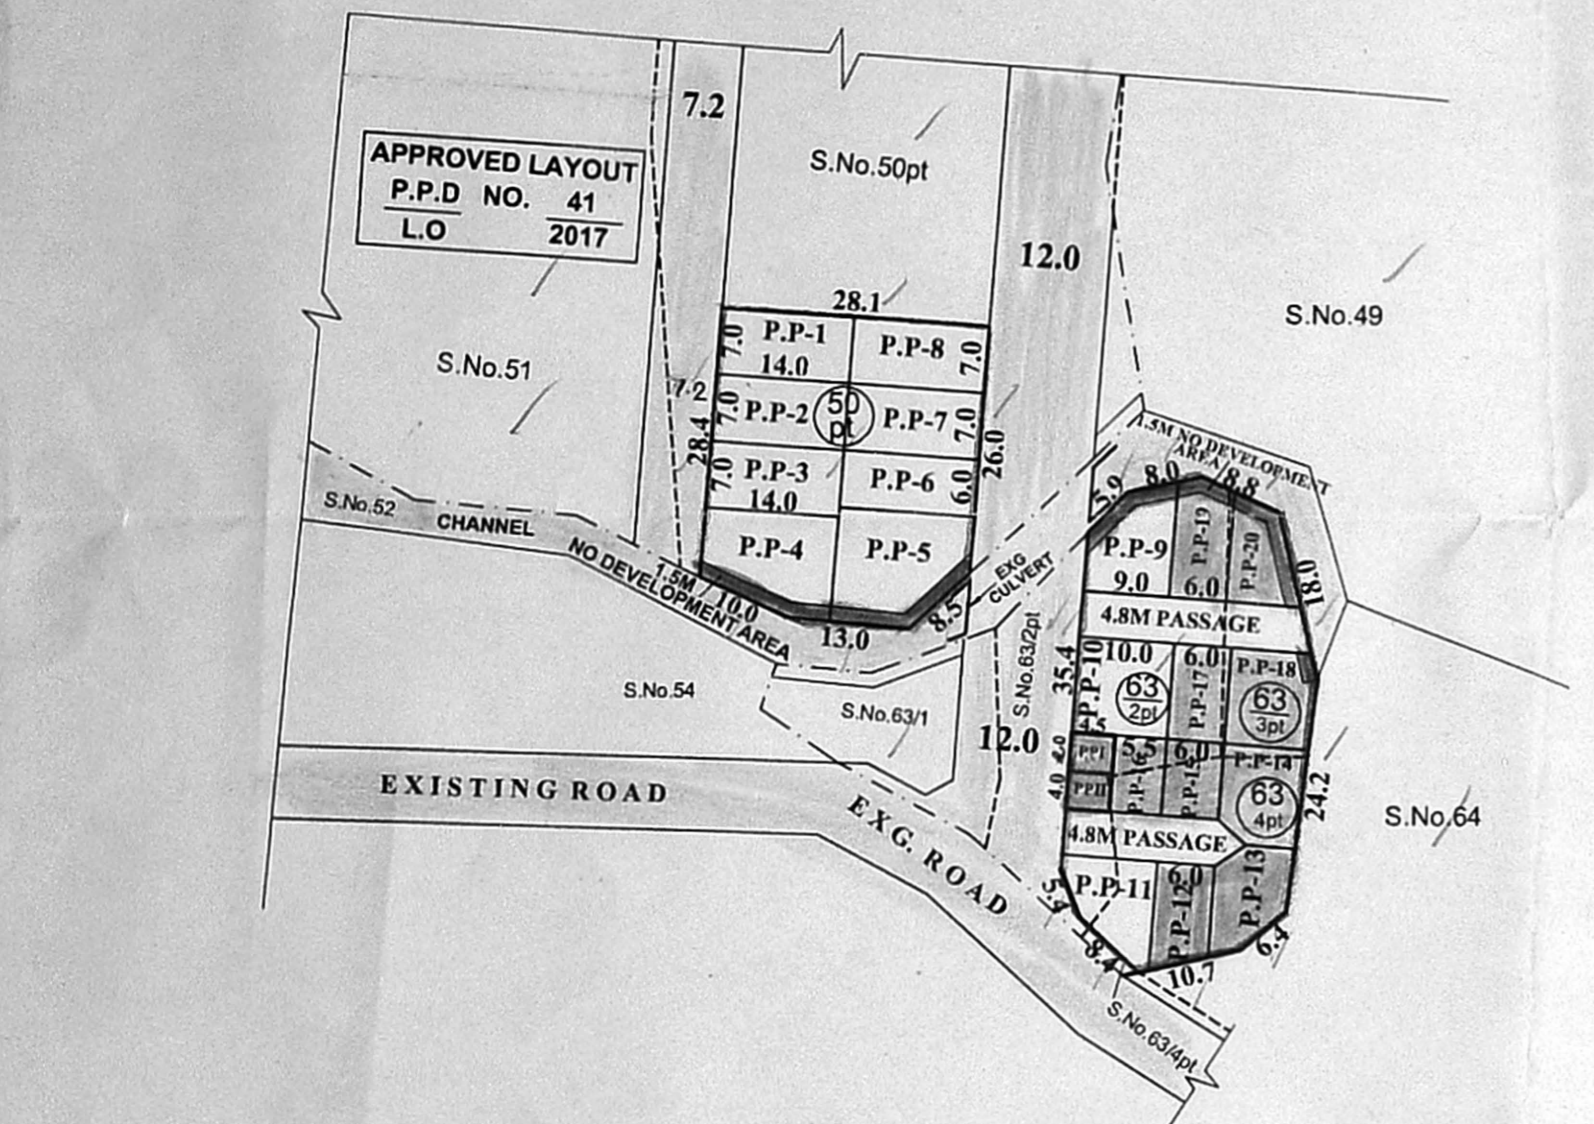 7.2
S.No.50pt
APPROVED LAYOUT
P.P.D NO. 41
L.O 2017
12.0
S.No.49
28.1
P.P-1
7.0
14.0
P.P-8
7.0
S.No.51
7.2
7.0
P.P-2
50
pt
P.P-7
7.0
28.4
26.0
7.0
P.P-3
14.0
P.P-6
6.0
P.P-4
P.P-5
S.No.52
CHANNEL
1.5M
NO DEVELOPMENT AREA
10.0
13.0
8.5
EXG
CULVERT
1.5M NO DEVELOPMENT
AREA
5.9
8.0
8.8
P.P-9
9.0
P.P-19
6.0
P.P-20
18.0
4.8M PASSAGE
S.No.63/2pt
35.4
P.P-10
10.0
6.0
P.P-18
63
2pt
P.P-17
63
3pt
4.5
S.No.54
S.No.63/1
12.0
PPI
5.5
6.0
P.P-14
4.0
PPII
P.P-16
P.P-15
63
4pt
24.2
S.No.64
EXISTING ROAD
EXG. ROAD
4.8M PASSAGE
P.P-11
6.0
P.P-12
P.P-13
5.4
8.4
10.7
6.4
S.No.63/4pt